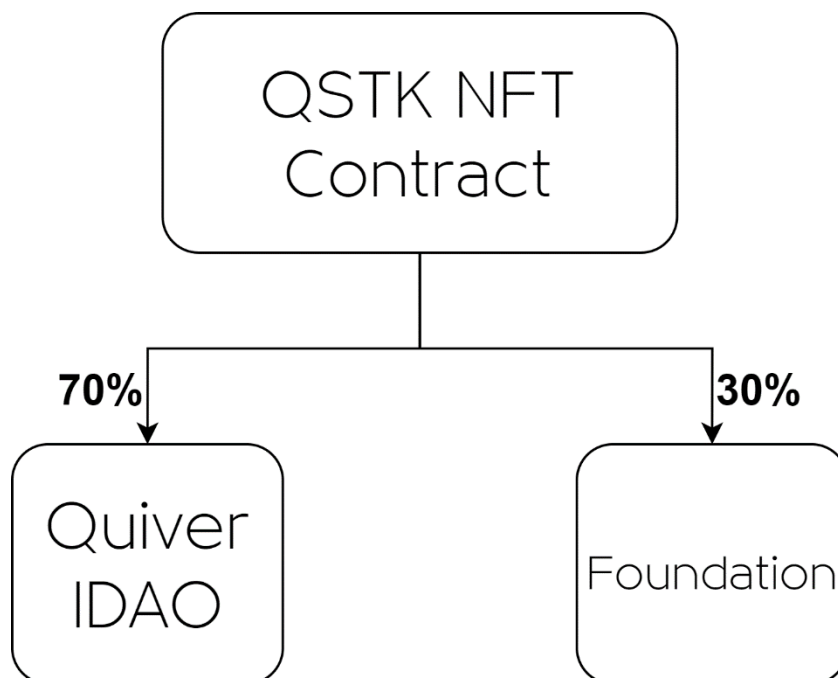 QSTK NFT
Contract
70%
30%
Quiver
IDAO
Foundation